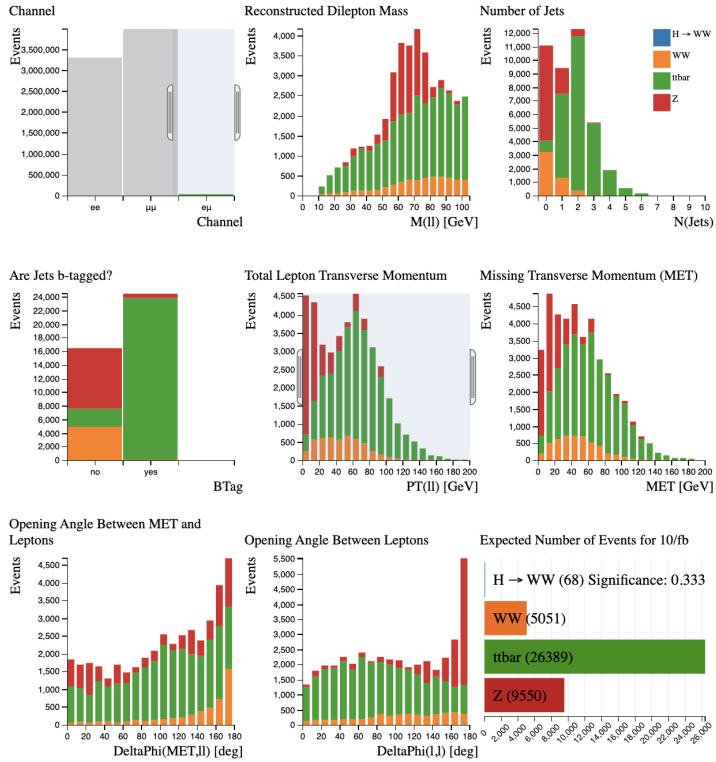 Channel
Events
3,500,000
3,000,000
2,500,000
2,000,000
1,500,000
1,000,000
500,000
0
ee
μμ
eμ
Channel
Reconstructed Dilepton Mass
Events
4,000
3,500
3,000
2,500
2,000
1,500
1,000
500
0
0 10 20 30 40 50 60 70 80 90 100
M(ll) [GeV]
Number of Jets
Events
12,000
11,000
10,000
9,000
8,000
7,000
6,000
5,000
4,000
3,000
2,000
1,000
0
0 1 2 3 4 5 6 7 8 9 10
N(Jets)
H → WW
WW
ttbar
Z
Are Jets b-tagged?
Events
24,000
22,000
20,000
18,000
16,000
14,000
12,000
10,000
8,000
6,000
4,000
2,000
0
no
yes
BTag
Total Lepton Transverse Momentum
Events
4,500
4,000
3,500
3,000
2,500
2,000
1,500
1,000
500
0
0 20 40 60 80 100 120 140 160 180 200
PT(ll) [GeV]
Missing Transverse Momentum (MET)
Events
4,500
4,000
3,500
3,000
2,500
2,000
1,500
1,000
500
0
0 20 40 60 80 100 120 140 160 180 200
MET [GeV]
Opening Angle Between MET and
Leptons
Events
4,500
4,000
3,500
3,000
2,500
2,000
1,500
1,000
500
0
0 20 40 60 80 100 120 140 160 180
DeltaPhi(MET,ll) [deg]
Opening Angle Between Leptons
Events
5,500
5,000
4,500
4,000
3,500
3,000
2,500
2,000
1,500
1,000
500
0
0 20 40 60 80 100 120 140 160 180
DeltaPhi(l,l) [deg]
Expected Number of Events for 10/fb
H → WW (68) Significance: 0.333
WW (5051)
ttbar (26389)
Z (9550)
0 2,000 4,000 6,000 8,000 10,000 12,000 14,000 16,000 18,000 20,000 22,000 24,000 26,000